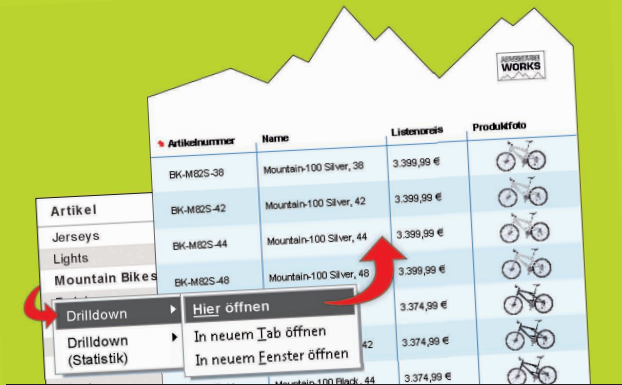 ADVENTURE
WORKS
Artikelnummer Name Listenpreis Produktfoto
BK-M82S-38 Mountain-100 Silver, 38 3.399,99 €
BK-M82S-42 Mountain-100 Silver, 42 3.399,99 €
BK-M82S-44 Mountain-100 Silver, 44 3.399,99 €
BK-M82S-48 Mountain-100 Silver, 48 3.399,99 €
3.374,99 €
42 3.374,99 €
Mountain-100 Black, 44 3.374,99 €
Artikel
Jerseys
Lights
Mountain Bikes
Drilldown
Drilldown
(Statistik)
Hier öffnen
In neuem Tab öffnen
In neuem Fenster öffnen